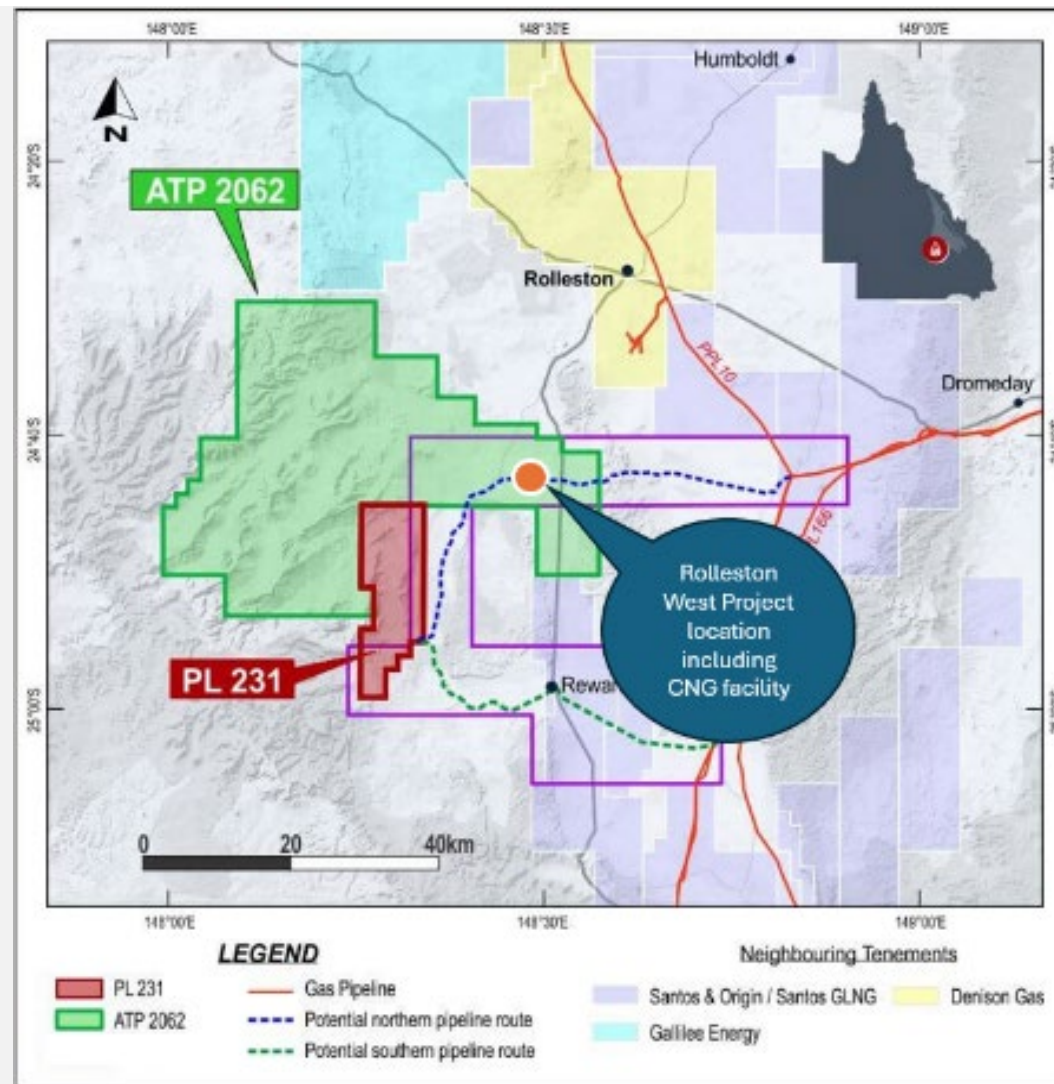 148°00'E 148°30'E 149°00'E
Humboldt
N
24°20'S
ATP 2062
Rolleston
PPL10
Dromeday
24°40'S
L166
Rolleston
West Project
location
including
CNG facility
PL 231
Rewar
25°00'S
0 20 40km
148°00'E 148°30'E 149°00'E
LEGEND
PL 231
ATP 2062
Gas Pipeline
Potential northern pipeline route
Potential southern pipeline route
Neighbouring Tenements
Santos & Origin / Santos GLNG
Denison Gas
Gallilee Energy